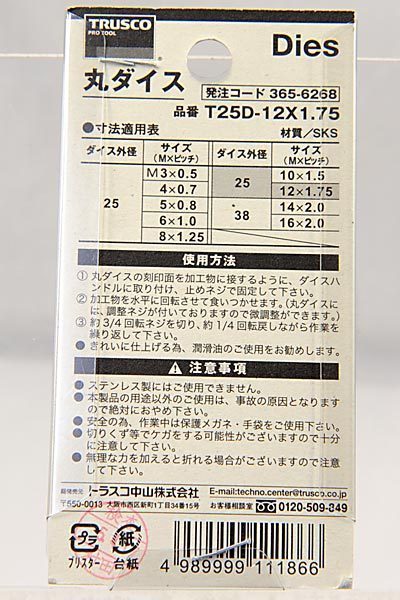 TRUSCO
PRO TOOL
Dies
丸ダイス
発注コード 365-6268
品番 T25D-12X1.75
●寸法適用表
材質/SKS
ダイス外径 サイズ(M×ピッチ) ダイス外径 サイズ(M×ピッチ)
25 M3×0.5 25 10×1.5
4×0.7 12×1.75
5×0.8 38 14×2.0
6×1.0 16×2.0
8×1.25
使用方法
① 丸ダイスの刻印面を加工物に接するように、ダイスハ
ンドルに取り付け、止めネジで固定して下さい。
② 加工物を水平に回転させて食いつかせます。(丸ダイスに
は、調整ネジが付いておりますので微調整ができます。)
③ 約3/4回転ネジを切り、約1/4回転戻しながら作業を
繰り返して下さい。
● きれいに仕上げる為、潤滑油のご使用をお勧めします。
注意事項
● ステンレス製にはご使用できません。
● 本製品の用途以外のご使用は、事故の原因となります
ので絶対におやめ下さい。
● 安全の為、作業中は保護メガネ・手袋をご使用下さい。
● 切りくず等でケガをする可能性がございますので十分
に注意して下さい。
● 無理な力を加えると折れる場合がございますので注意
して下さい。
トラスコ中山株式会社
E-mail:techno.center@trusco.co.jp
〒550-0013 大阪市西区新町1丁目34番15号
お客様相談室 0120-509-849
プラ
ブリスター
紙
台紙
4 989999 111866